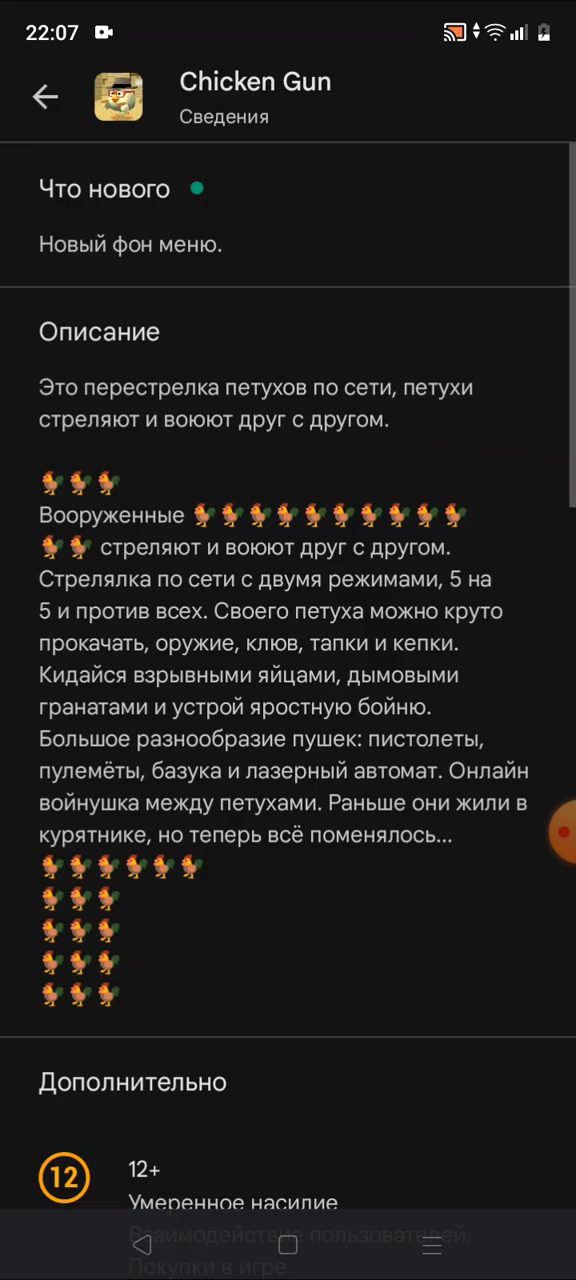 22:07
Chicken Gun
Сведения
Что нового
Новый фон меню.
Описание
Это перестрелка петухов по сети, петухи
стреляют и воюют друг с другом.
🐓🐓🐓
Вооруженные 🐓🐓🐓🐓🐓🐓🐓🐓🐓🐓
🐓🐓 стреляют и воюют друг с другом.
Стрелялка по сети с двумя режимами, 5 на
5 и против всех. Своего петуха можно круто
прокачать, оружие, клюв, тапки и кепки.
Кидайся взрывными яйцами, дымовыми
гранатами и устрой яростную бойню.
Большое разнообразие пушек: пистолеты,
пулемёты, базука и лазерный автомат. Онлайн
войнушка между петухами. Раньше они жили в
курятнике, но теперь всё поменялось...
🐓🐓🐓🐓🐓🐓
🐓🐓🐓
🐓🐓🐓
🐓🐓🐓
🐓🐓🐓
Дополнительно
12
12+
Умеренное насилие
Взаимодействие пользователей,
Покупки в игре